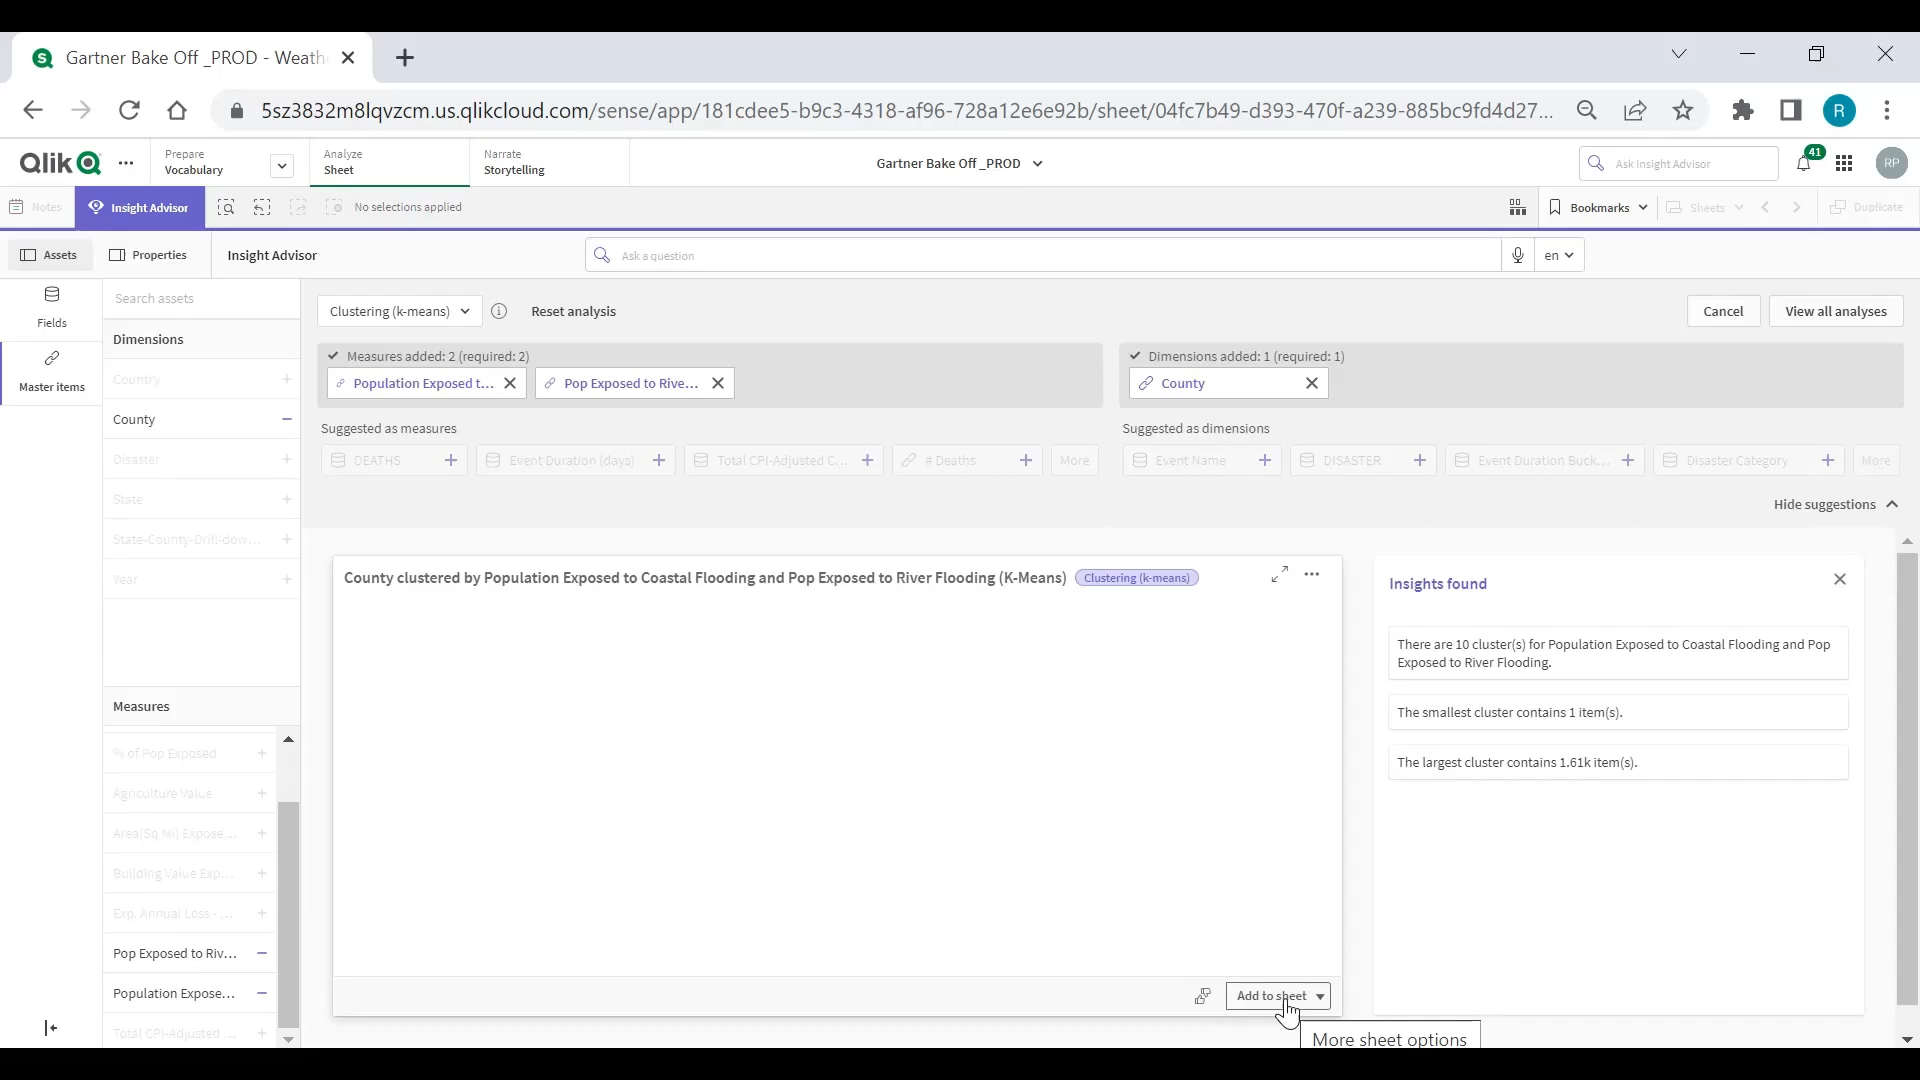 Gartner Bake Off _PROD - Weath
5sz3832m8lqvzcm.us.qlikcloud.com/sense/app/181cdee5-b9c3-4318-af96-728a12e6e92b/sheet/04fc7b49-d393-470f-a239-885bc9fd4d27...
R
Qlik
Prepare
Vocabulary
Analyze
Sheet
Narrate
Storytelling
Gartner Bake Off _PROD
Ask Insight Advisor
41
RP
Notes
Insight Advisor
No selections applied
Bookmarks
Sheets
Duplicate
Assets
Properties
Insight Advisor
Ask a question
en
Fields
Master items
Search assets
Dimensions
Country
County
Disaster
State
State-County-Drill-dow...
Year
Measures
% of Pop Exposed
Agriculture Value
Area(Sq Mi) Expose...
Building Value Exp...
Exp. Annual Loss - ...
Pop Exposed to Riv...
Population Expose...
Total CPI-Adjusted ...
Clustering (k-means)
Reset analysis
Cancel
View all analyses
Measures added: 2 (required: 2)
Population Exposed t...
Pop Exposed to Rive...
Dimensions added: 1 (required: 1)
County
Suggested as measures
DEATHS
Event Duration (days)
Total CPI-Adjusted C...
# Deaths
More
Suggested as dimensions
Event Name
DISASTER
Event Duration Buck...
Disaster Category
More
Hide suggestions
County clustered by Population Exposed to Coastal Flooding and Pop Exposed to River Flooding (K-Means)
Clustering (k-means)
Add to sheet
More sheet options
Insights found
There are 10 cluster(s) for Population Exposed to Coastal Flooding and Pop
Exposed to River Flooding.
The smallest cluster contains 1 item(s).
The largest cluster contains 1.61k item(s).